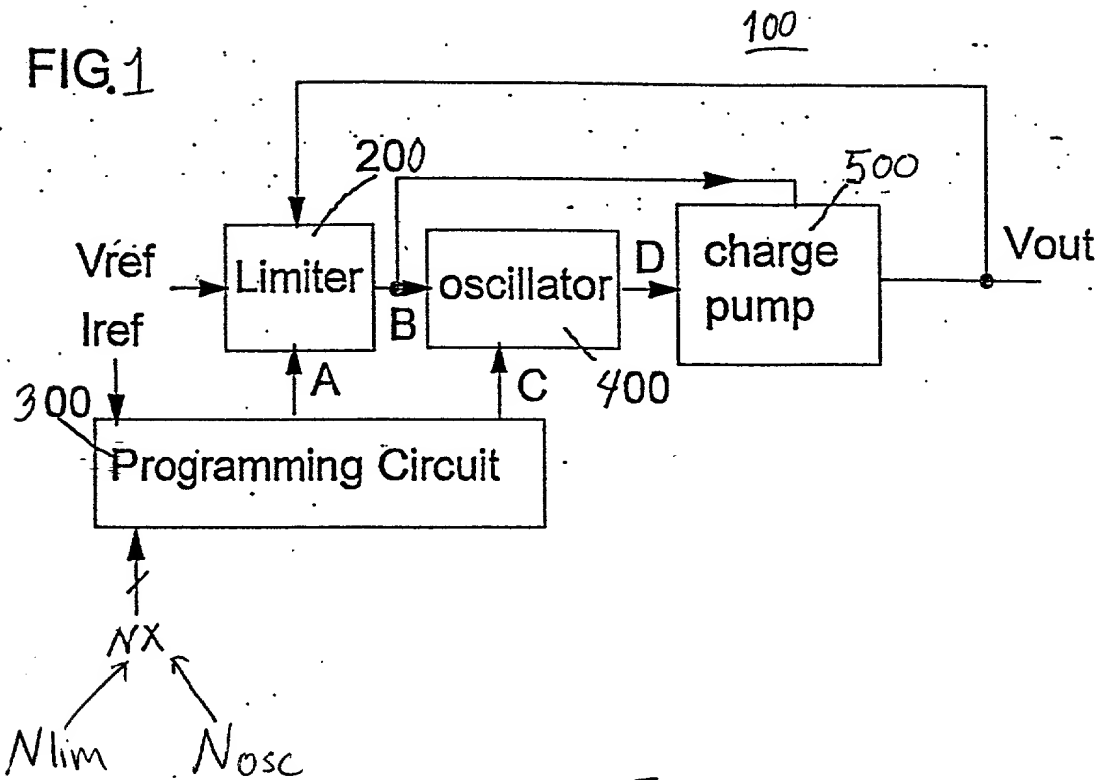 100
FIG.1
200
500
Vref
Limiter
oscillator
D
charge
pump
Vout
B
Iref
A
C
400
300
Programming Circuit
NX
Nlim
Nosc